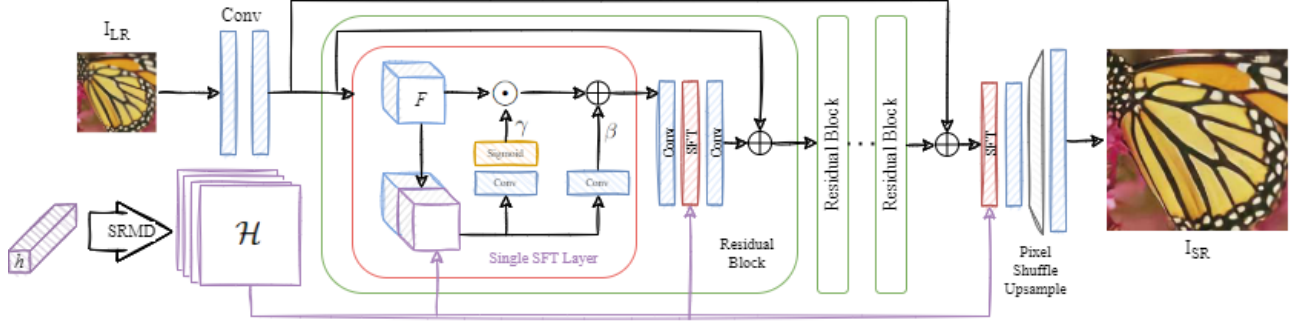 I_LR
Conv
F
γ
β
Sigmoid
Conv
Conv
Conv
SFT
Conv
Residual Block
...
Residual Block
SFT
h
SRMD
H
Single SFT Layer
Residual
Block
Pixel
Shuffle
Upsample
I_SR